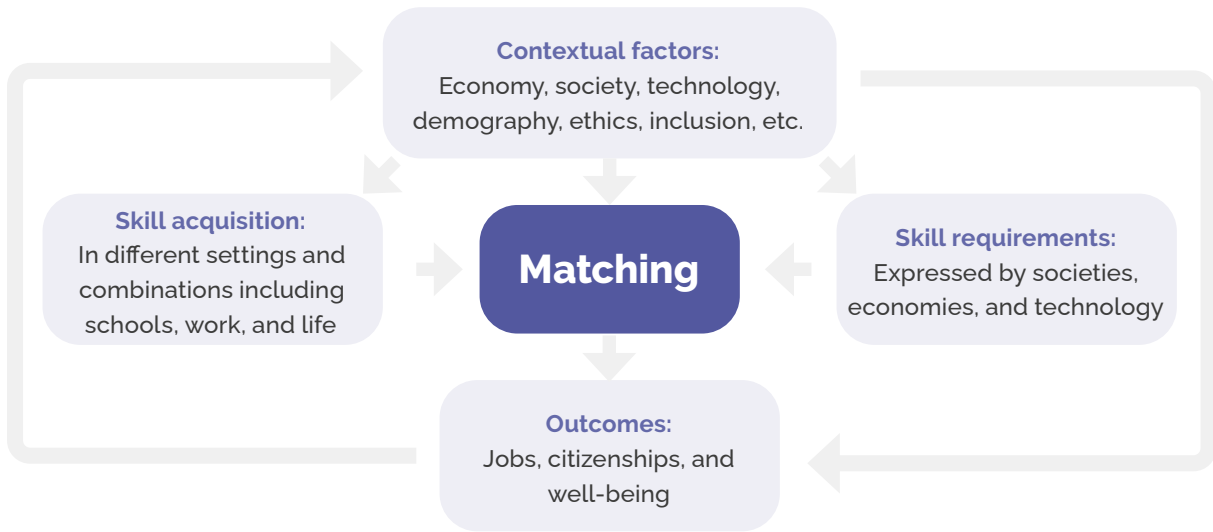 Contextual factors:
Economy, society, technology,
demography, ethics, inclusion, etc.
Skill acquisition:
In different settings and
combinations including
schools, work, and life
Matching
Skill requirements:
Expressed by societies,
economies, and technology
Outcomes:
Jobs, citizenships, and
well-being